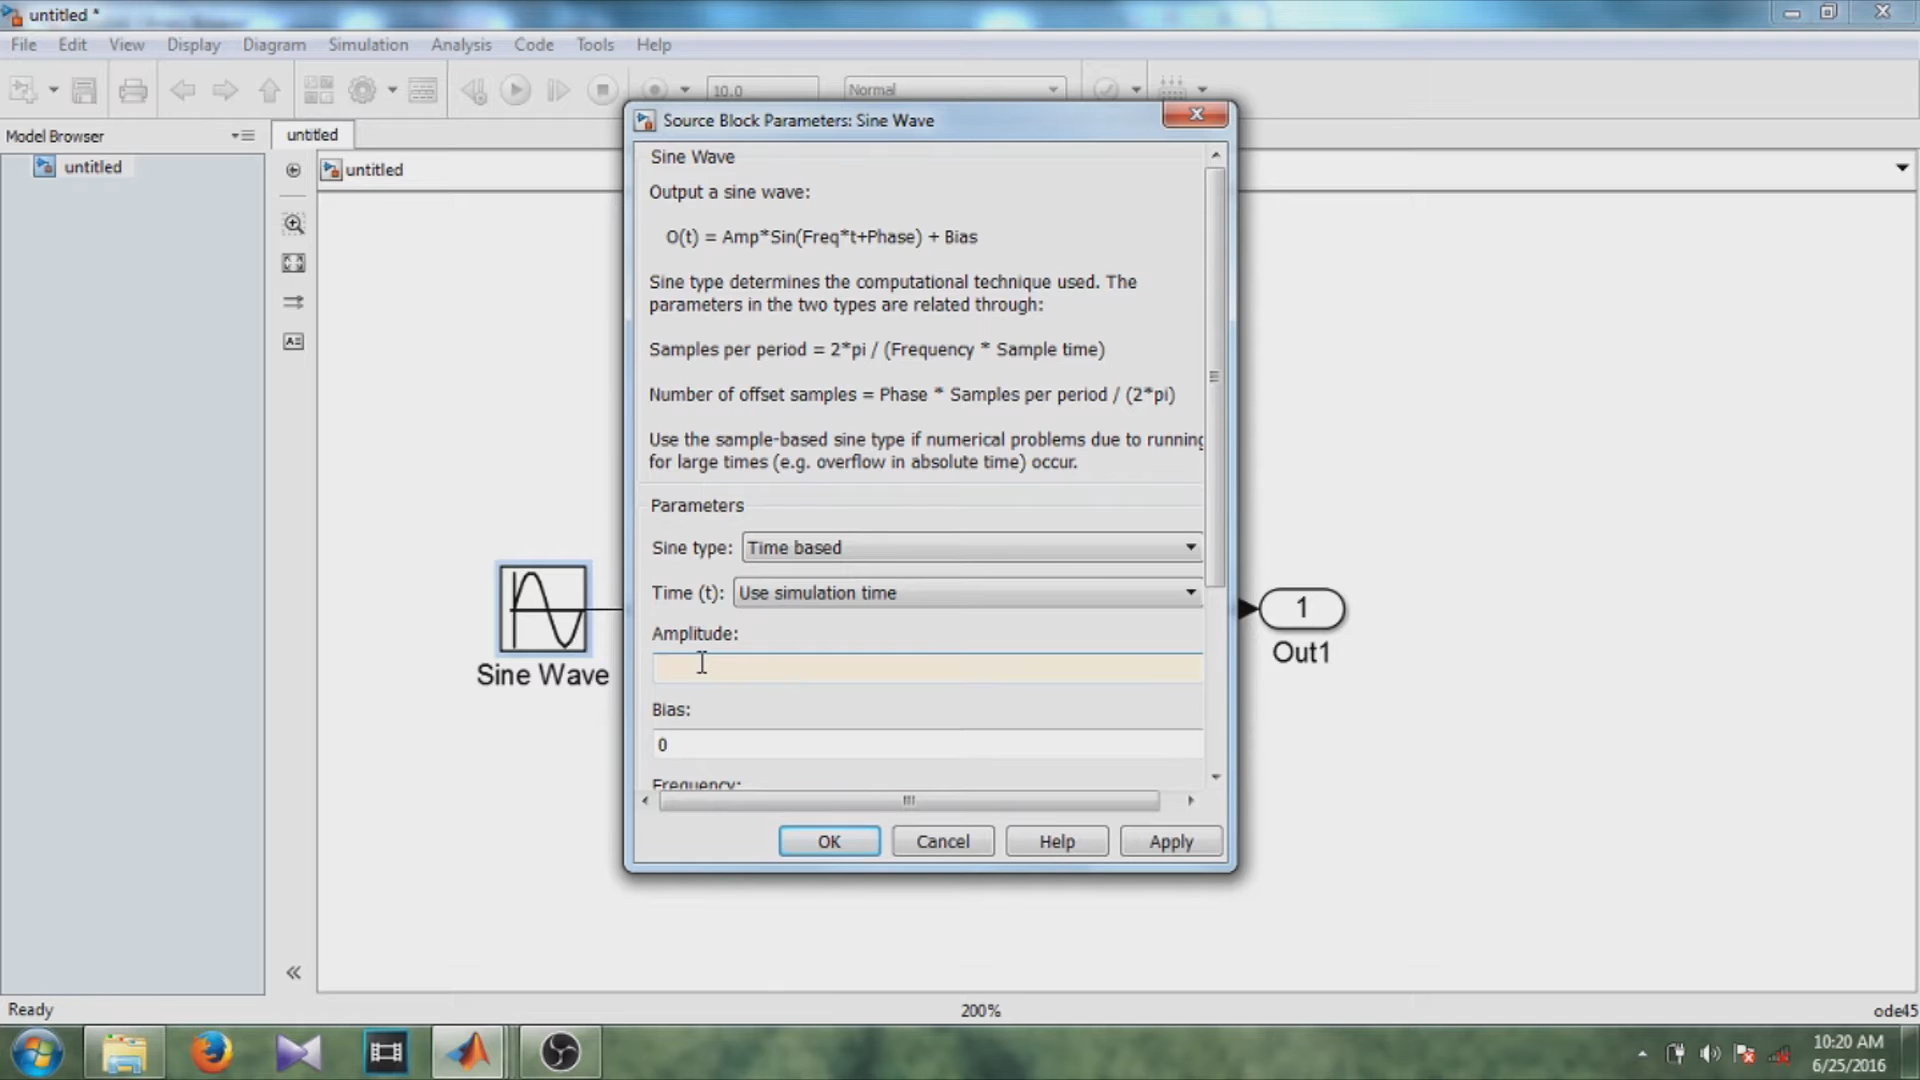 untitled *
File Edit View Display Diagram Simulation Analysis Code Tools Help
10.0 Normal
Model Browser
untitled
untitled
untitled
Source Block Parameters: Sine Wave
Sine Wave
Output a sine wave:
O(t) = Amp*Sin(Freq*t+Phase) + Bias
Sine type determines the computational technique used. The
parameters in the two types are related through:
Samples per period = 2*pi / (Frequency * Sample time)
Number of offset samples = Phase * Samples per period / (2*pi)
Use the sample-based sine type if numerical problems due to running
for large times (e.g. overflow in absolute time) occur.
Parameters
Sine type: Time based
Time (t): Use simulation time
Amplitude:
Bias:
0
Frequency:
OK Cancel Help Apply
Sine Wave
1
Out1
Ready 200% ode45
10:20 AM
6/25/2016